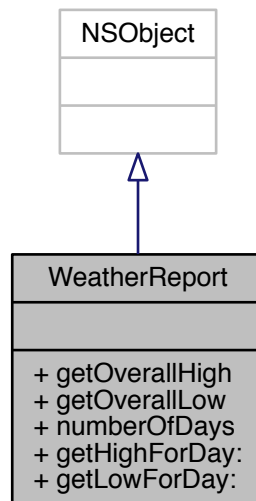 NSObject
WeatherReport
+ getOverallHigh
+ getOverallLow
+ numberOfDays
+ getHighForDay:
+ getLowForDay: